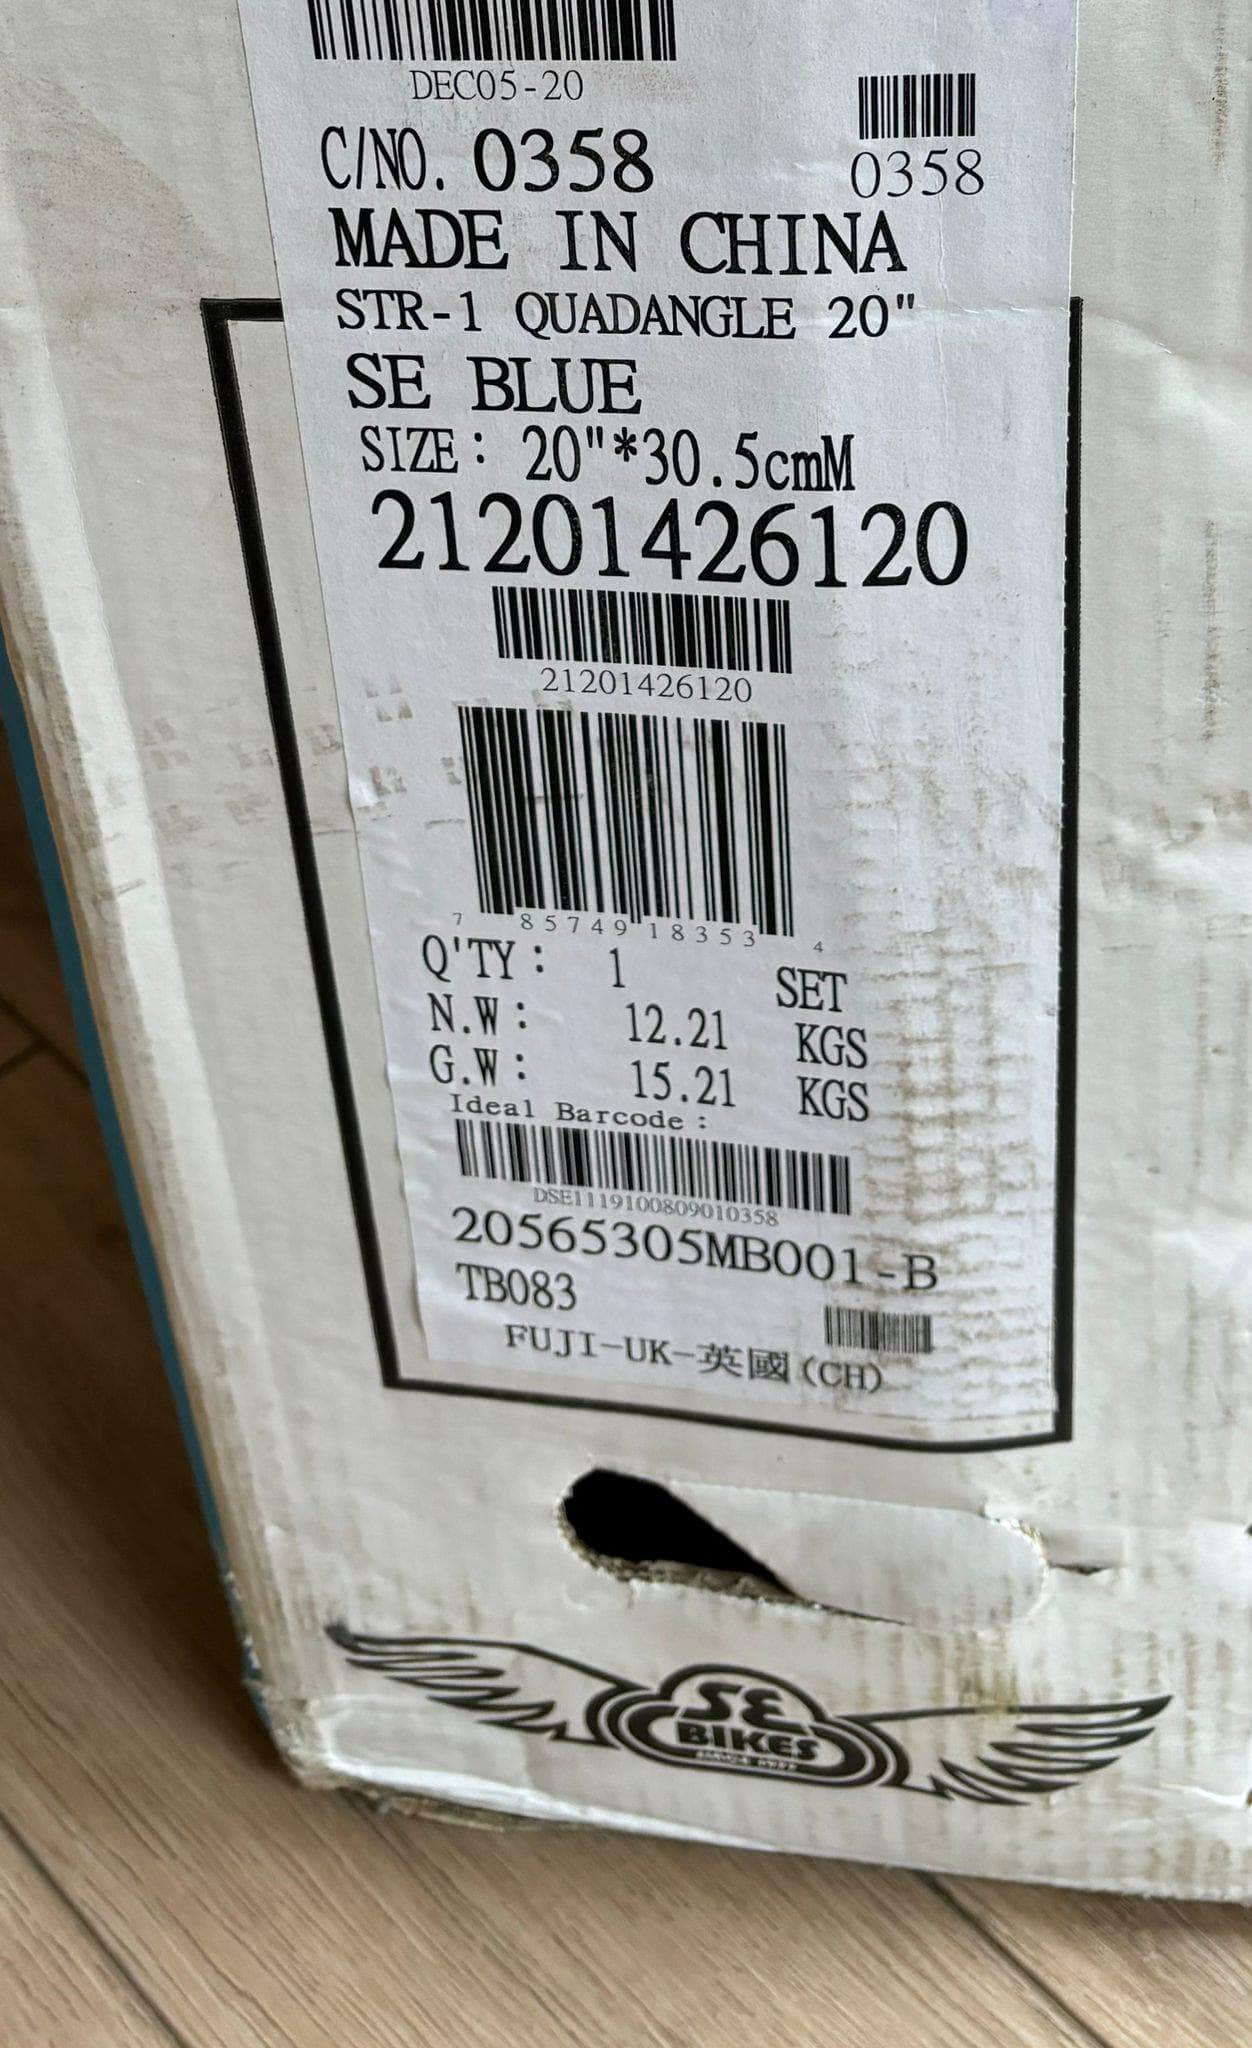 DEC05-20
C/NO. 0358
0358
MADE IN CHINA
STR-1 QUADANGLE 20"
SE BLUE
SIZE: 20"*30.5cmM
21201426120
21201426120
7 85749 18353 4
Q'TY: 1 SET
N.W: 12.21 KGS
G.W: 15.21 KGS
Ideal Barcode:
DSE1119100809010358
20565305MB001-B
TB083
FUJI-UK-英國(CH)
SE
BIKES